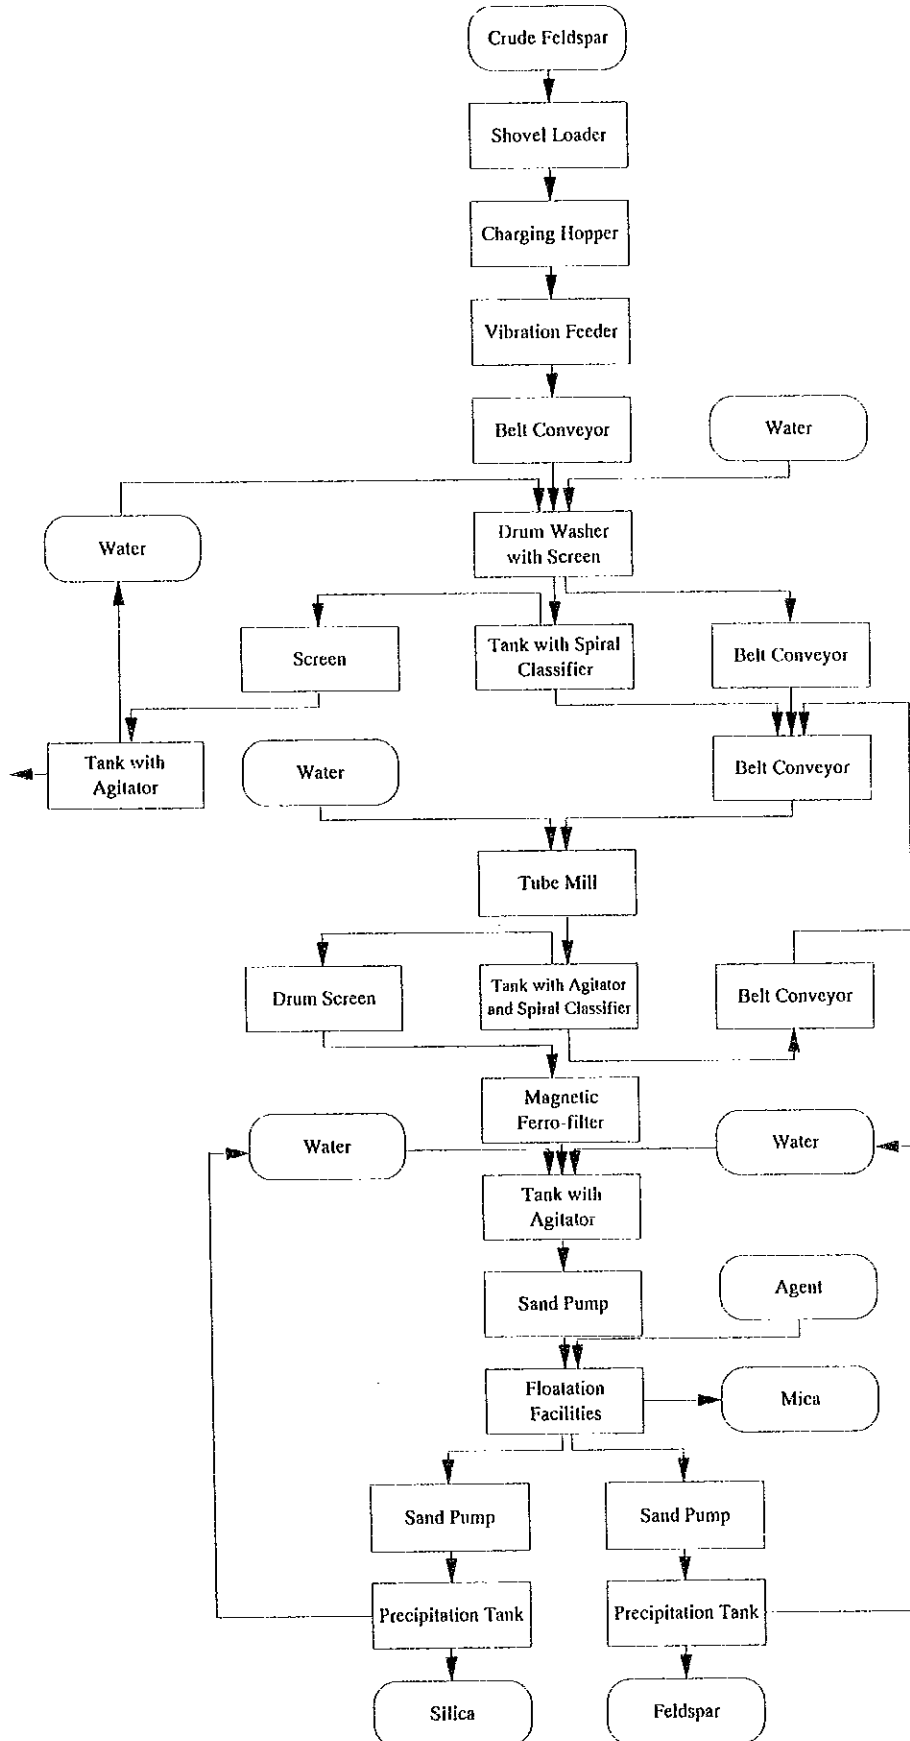 Crude Feldspar
Shovel Loader
Charging Hopper
Vibration Feeder
Belt Conveyor
Water
Water
Drum Washer
with Screen
Screen
Tank with Spiral
Classifier
Belt Conveyor
Tank with
Agitator
Water
Belt Conveyor
Tube Mill
Drum Screen
Tank with Agitator
and Spiral Classifier
Belt Conveyor
Magnetic
Ferro-filter
Water
Water
Tank with
Agitator
Sand Pump
Agent
Floatation
Facilities
Mica
Sand Pump
Sand Pump
Precipitation Tank
Precipitation Tank
Silica
Feldspar